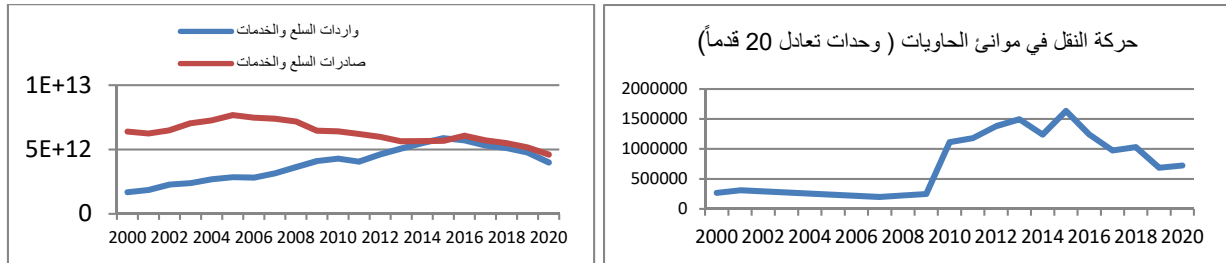 واردات السلع والخدمات
صادرات السلع والخدمات
1E+13
5E+12
0
2000 2002 2004 2006 2008 2010 2012 2014 2016 2018 2020
حركة النقل في موانئ الحاويات ( وحدات تعادل 20 قدماً)
2000000
1500000
1000000
500000
0
2000 2002 2004 2006 2008 2010 2012 2014 2016 2018 2020